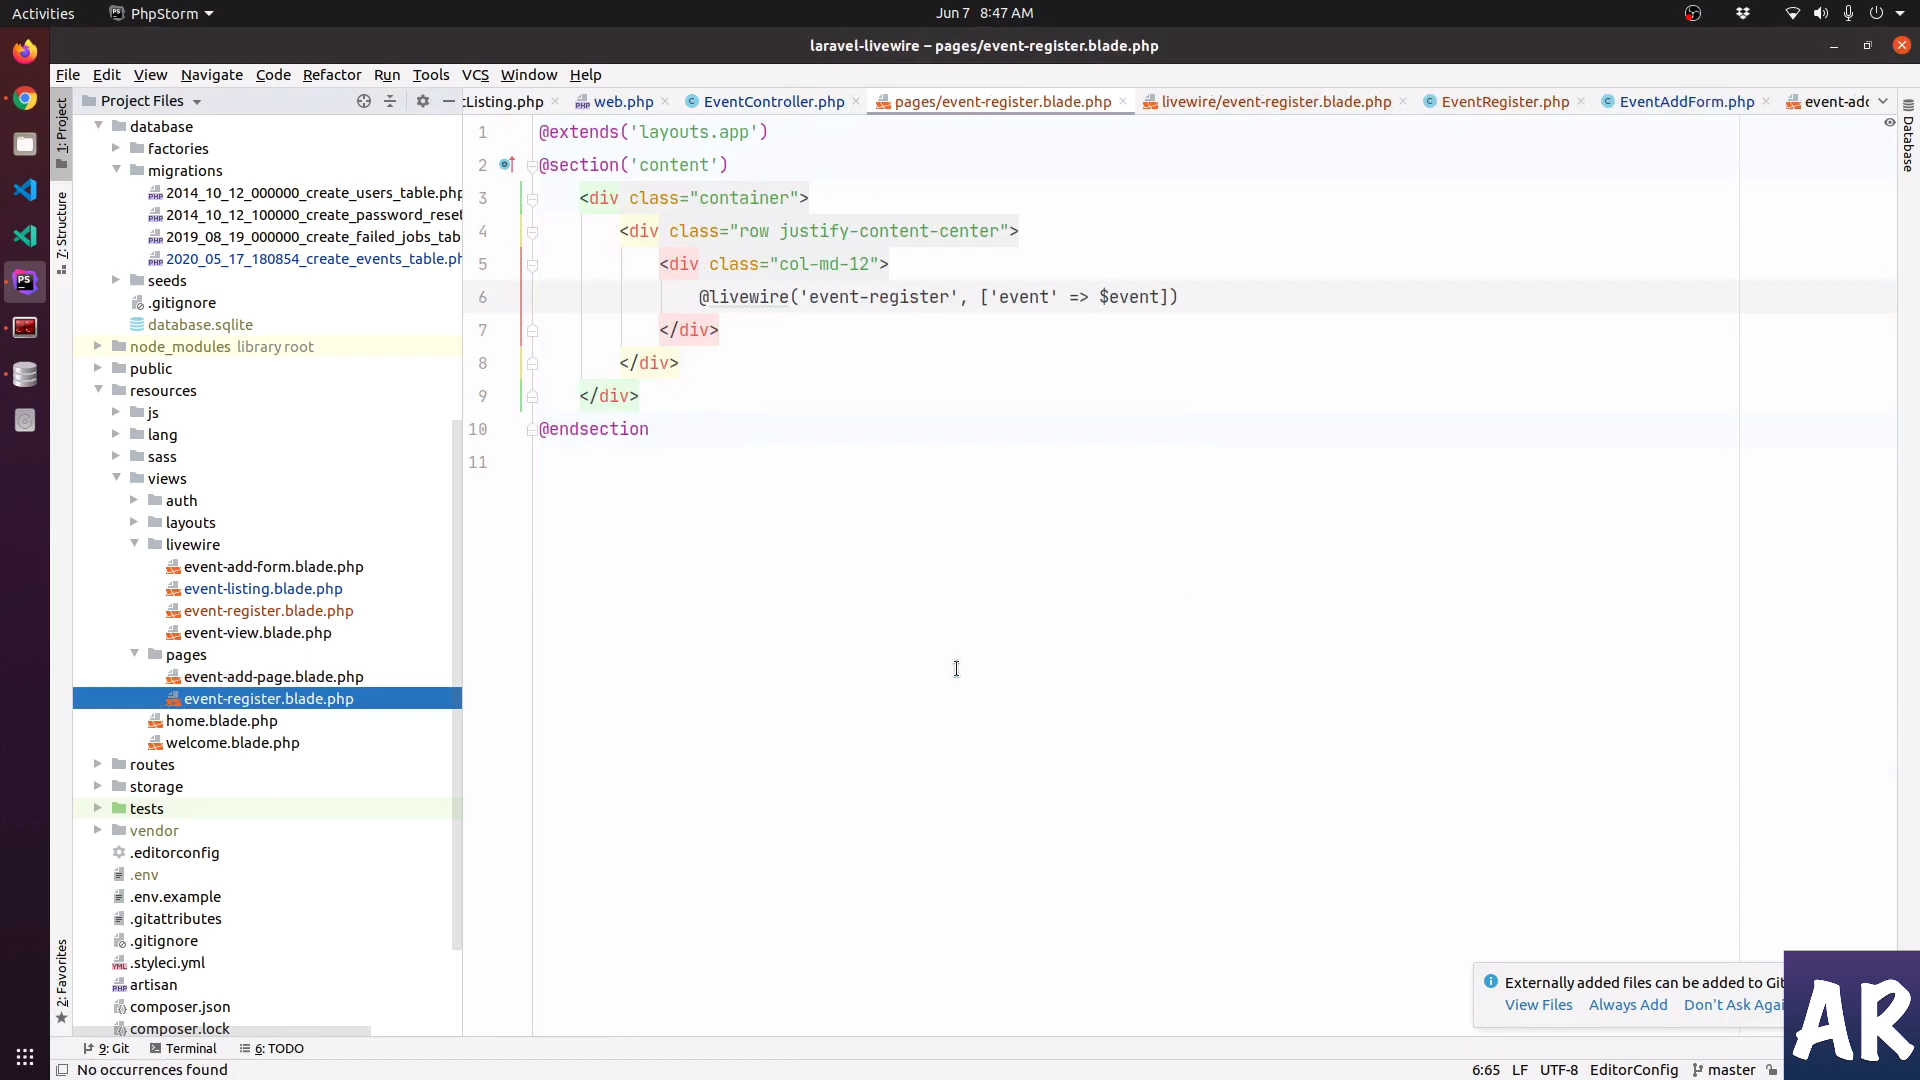 Activities PhpStorm Jun 7 8:47 AM
laravel-livewire – pages/event-register.blade.php
File Edit View Navigate Code Refactor Run Tools VCS Window Help
Project Files
Listing.php web.php EventController.php pages/event-register.blade.php livewire/event-register.blade.php EventRegister.php EventAddForm.php event-add
1: Project
7: Structure
2: Favorites
Database
database
factories
migrations
2014_10_12_000000_create_users_table.php
2014_10_12_100000_create_password_reset
2019_08_19_000000_create_failed_jobs_tab
2020_05_17_180854_create_events_table.ph
seeds
.gitignore
database.sqlite
node_modules library root
public
resources
js
lang
sass
views
auth
layouts
livewire
event-add-form.blade.php
event-listing.blade.php
event-register.blade.php
event-view.blade.php
pages
event-add-page.blade.php
event-register.blade.php
home.blade.php
welcome.blade.php
routes
storage
tests
vendor
.editorconfig
.env
.env.example
.gitattributes
.gitignore
.styleci.yml
artisan
composer.json
composer.lock
1 @extends('layouts.app')
2 @section('content')
3 <div class="container">
4 <div class="row justify-content-center">
5 <div class="col-md-12">
6 @livewire('event-register', ['event' => $event])
7 </div>
8 </div>
9 </div>
10 @endsection
11
Externally added files can be added to Git
View Files Always Add Don't Ask Agai
AR
9: Git Terminal 6: TODO
No occurrences found 6:65 LF UTF-8 EditorConfig master